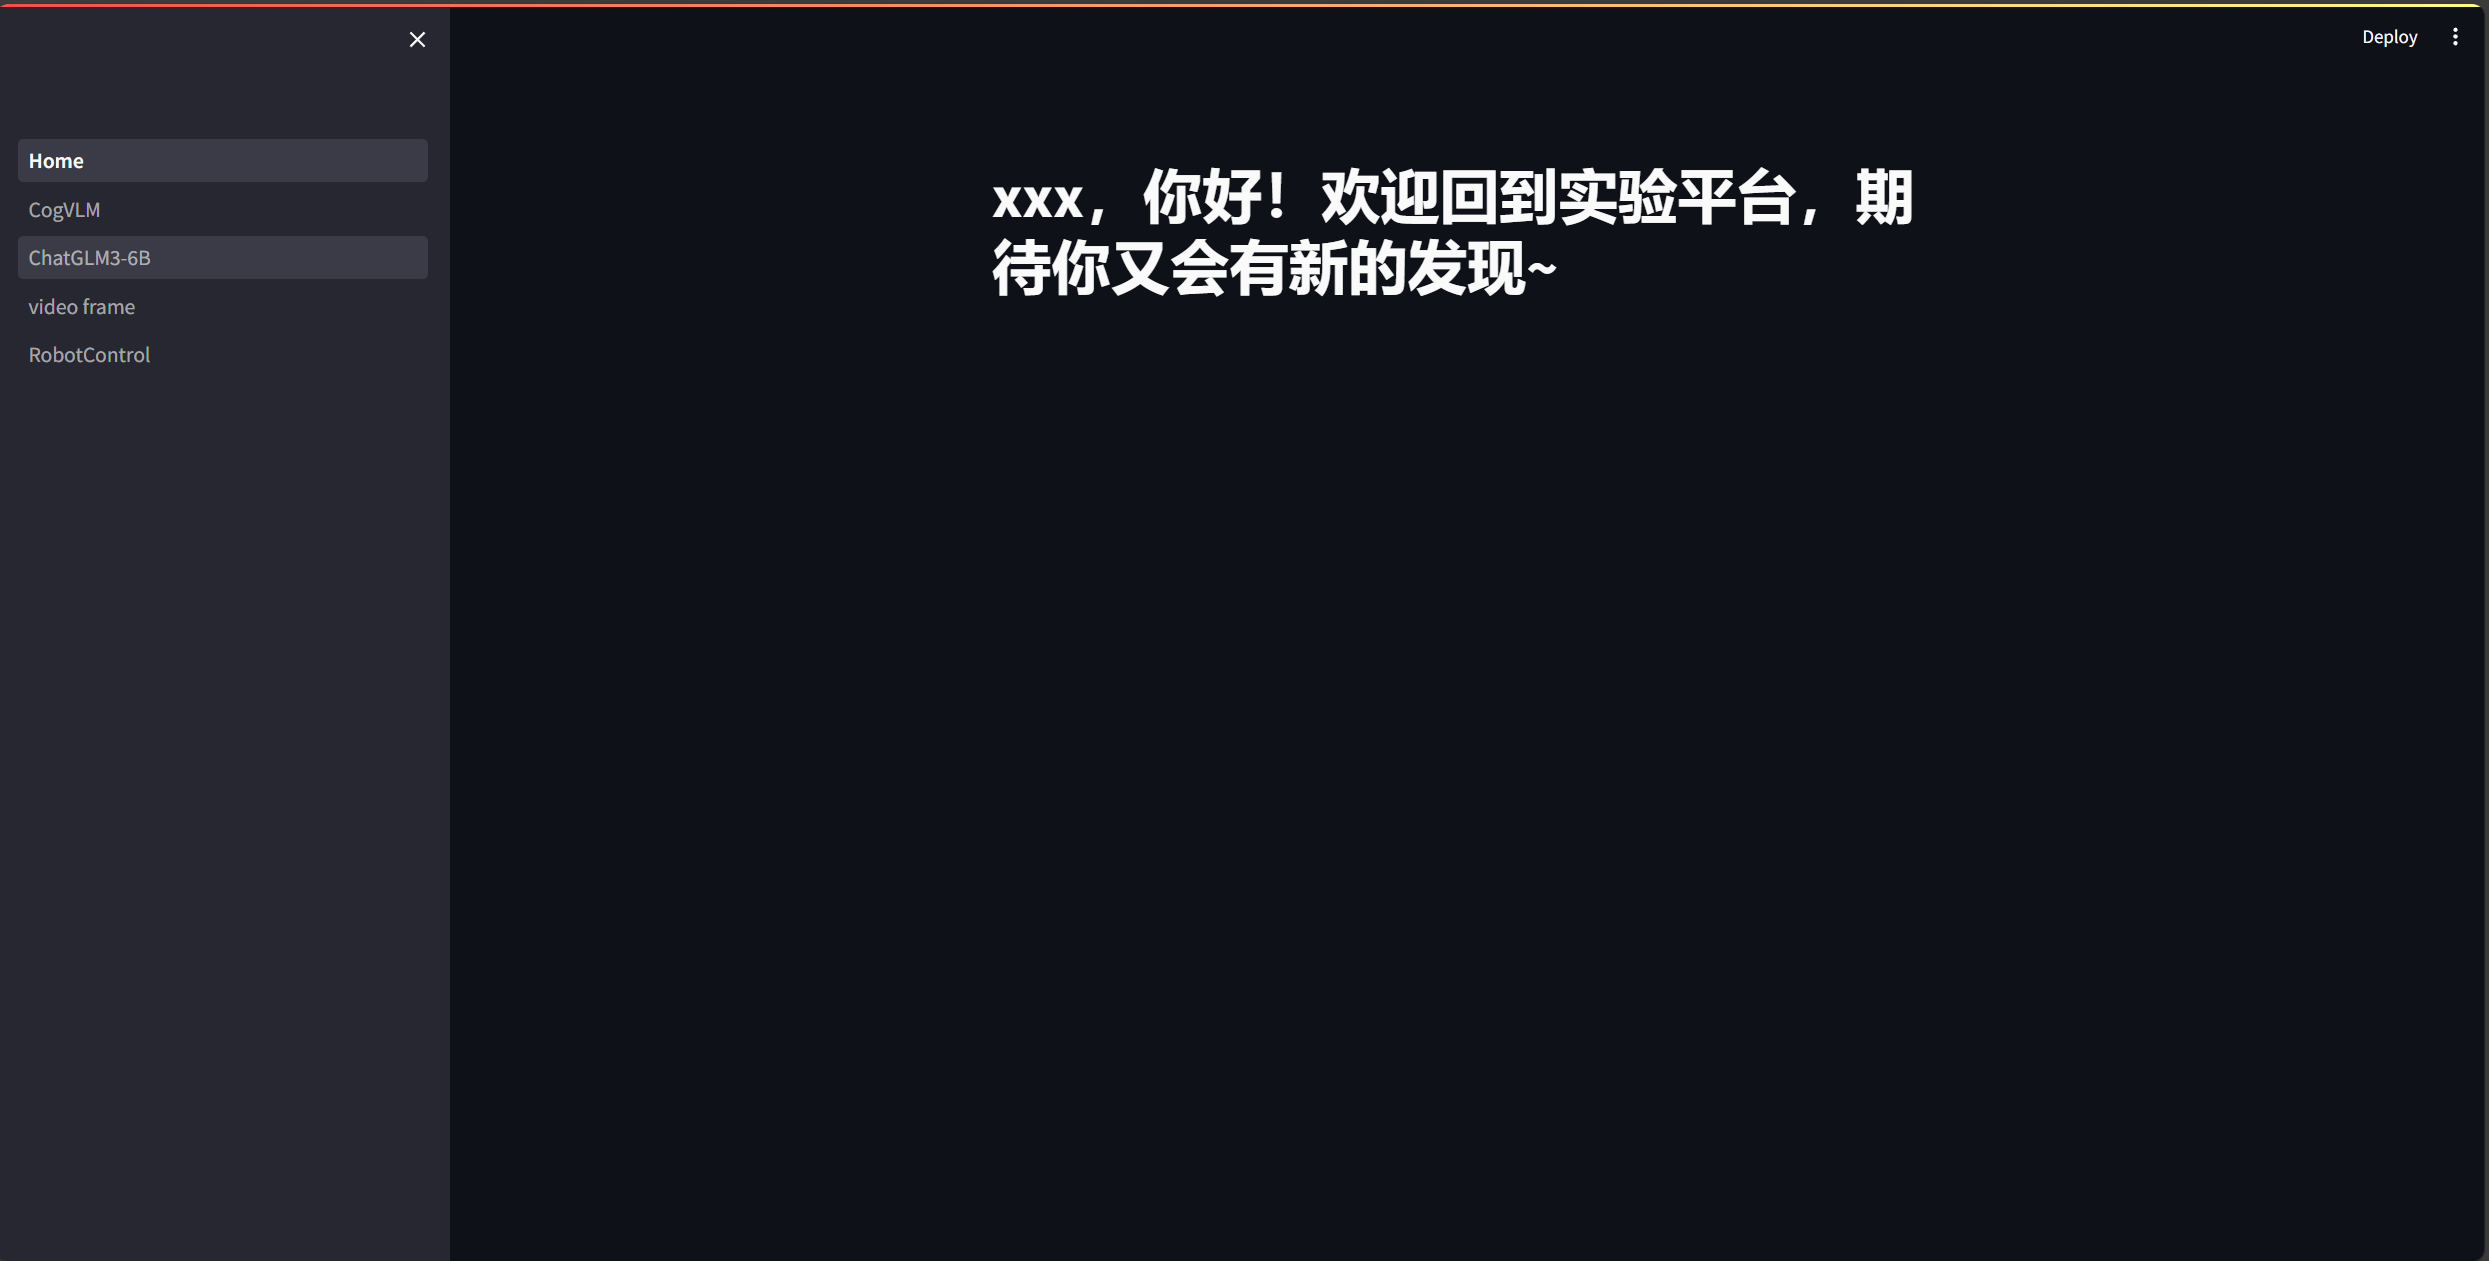 Deploy
Home
CogVLM
ChatGLM3-6B
video frame
RobotControl
xxx，你好！欢迎回到实验平台，期
待你又会有新的发现~